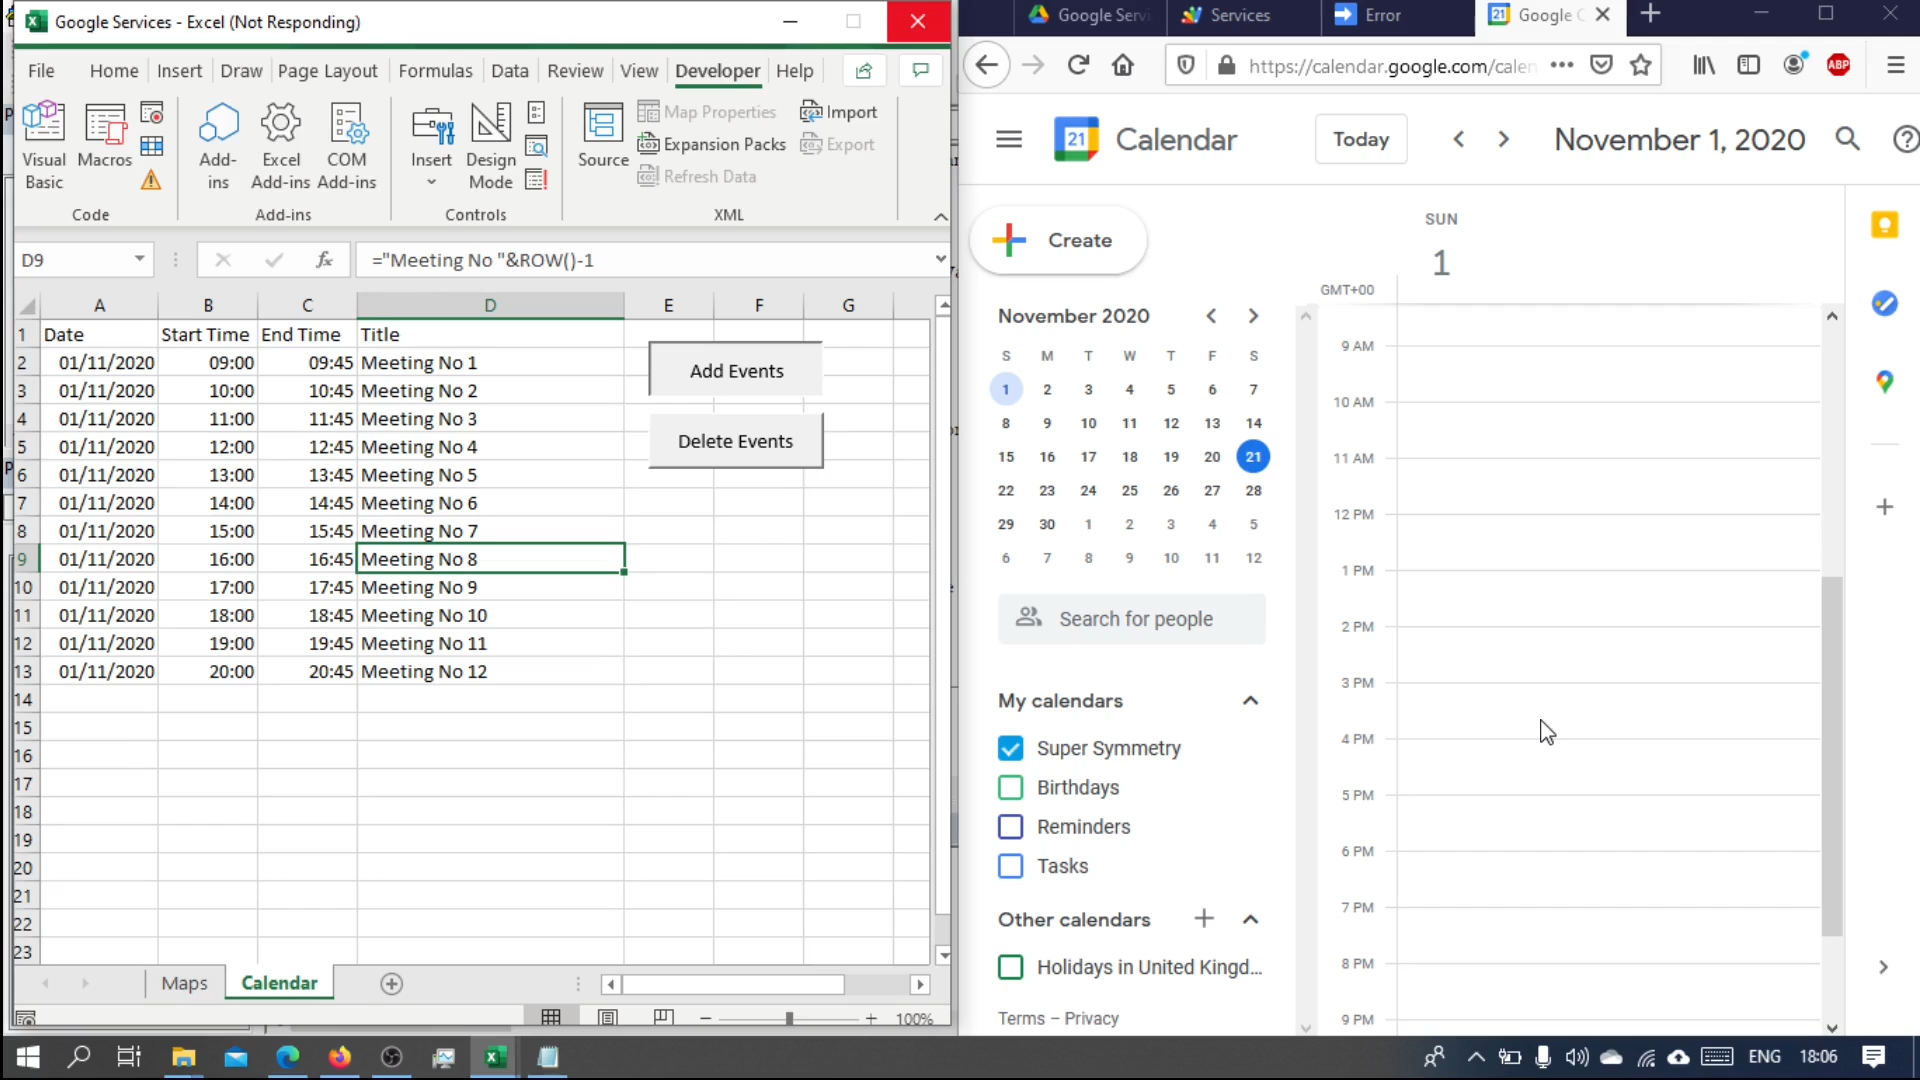 Google Services - Excel (Not Responding)
File Home Insert Draw Page Layout Formulas Data Review View Developer Help
Visual Basic
Macros
Code
Add-ins
Excel Add-ins
COM Add-ins
Add-ins
Insert
Design Mode
Controls
Source
Map Properties
Expansion Packs
Refresh Data
Import
Export
XML
D9
fx
="Meeting No "&ROW()-1
A B C D E F G
1 Date Start Time End Time Title
2 01/11/2020 09:00 09:45 Meeting No 1
3 01/11/2020 10:00 10:45 Meeting No 2
4 01/11/2020 11:00 11:45 Meeting No 3
5 01/11/2020 12:00 12:45 Meeting No 4
6 01/11/2020 13:00 13:45 Meeting No 5
7 01/11/2020 14:00 14:45 Meeting No 6
8 01/11/2020 15:00 15:45 Meeting No 7
9 01/11/2020 16:00 16:45 Meeting No 8
10 01/11/2020 17:00 17:45 Meeting No 9
11 01/11/2020 18:00 18:45 Meeting No 10
12 01/11/2020 19:00 19:45 Meeting No 11
13 01/11/2020 20:00 20:45 Meeting No 12
14
15
16
17
18
19
20
21
22
23
Add Events
Delete Events
Maps Calendar
100%
Google Servi
Services
Error
Google C
https://calendar.google.com/calen
ABP
21 Calendar
Today
November 1, 2020
Create
SUN
1
GMT+00
November 2020
S M T W T F S
1 2 3 4 5 6 7
8 9 10 11 12 13 14
15 16 17 18 19 20 21
22 23 24 25 26 27 28
29 30 1 2 3 4 5
6 7 8 9 10 11 12
Search for people
My calendars
Super Symmetry
Birthdays
Reminders
Tasks
Other calendars
Holidays in United Kingd...
Terms – Privacy
9 AM
10 AM
11 AM
12 PM
1 PM
2 PM
3 PM
4 PM
5 PM
6 PM
7 PM
8 PM
9 PM
ENG 18:06